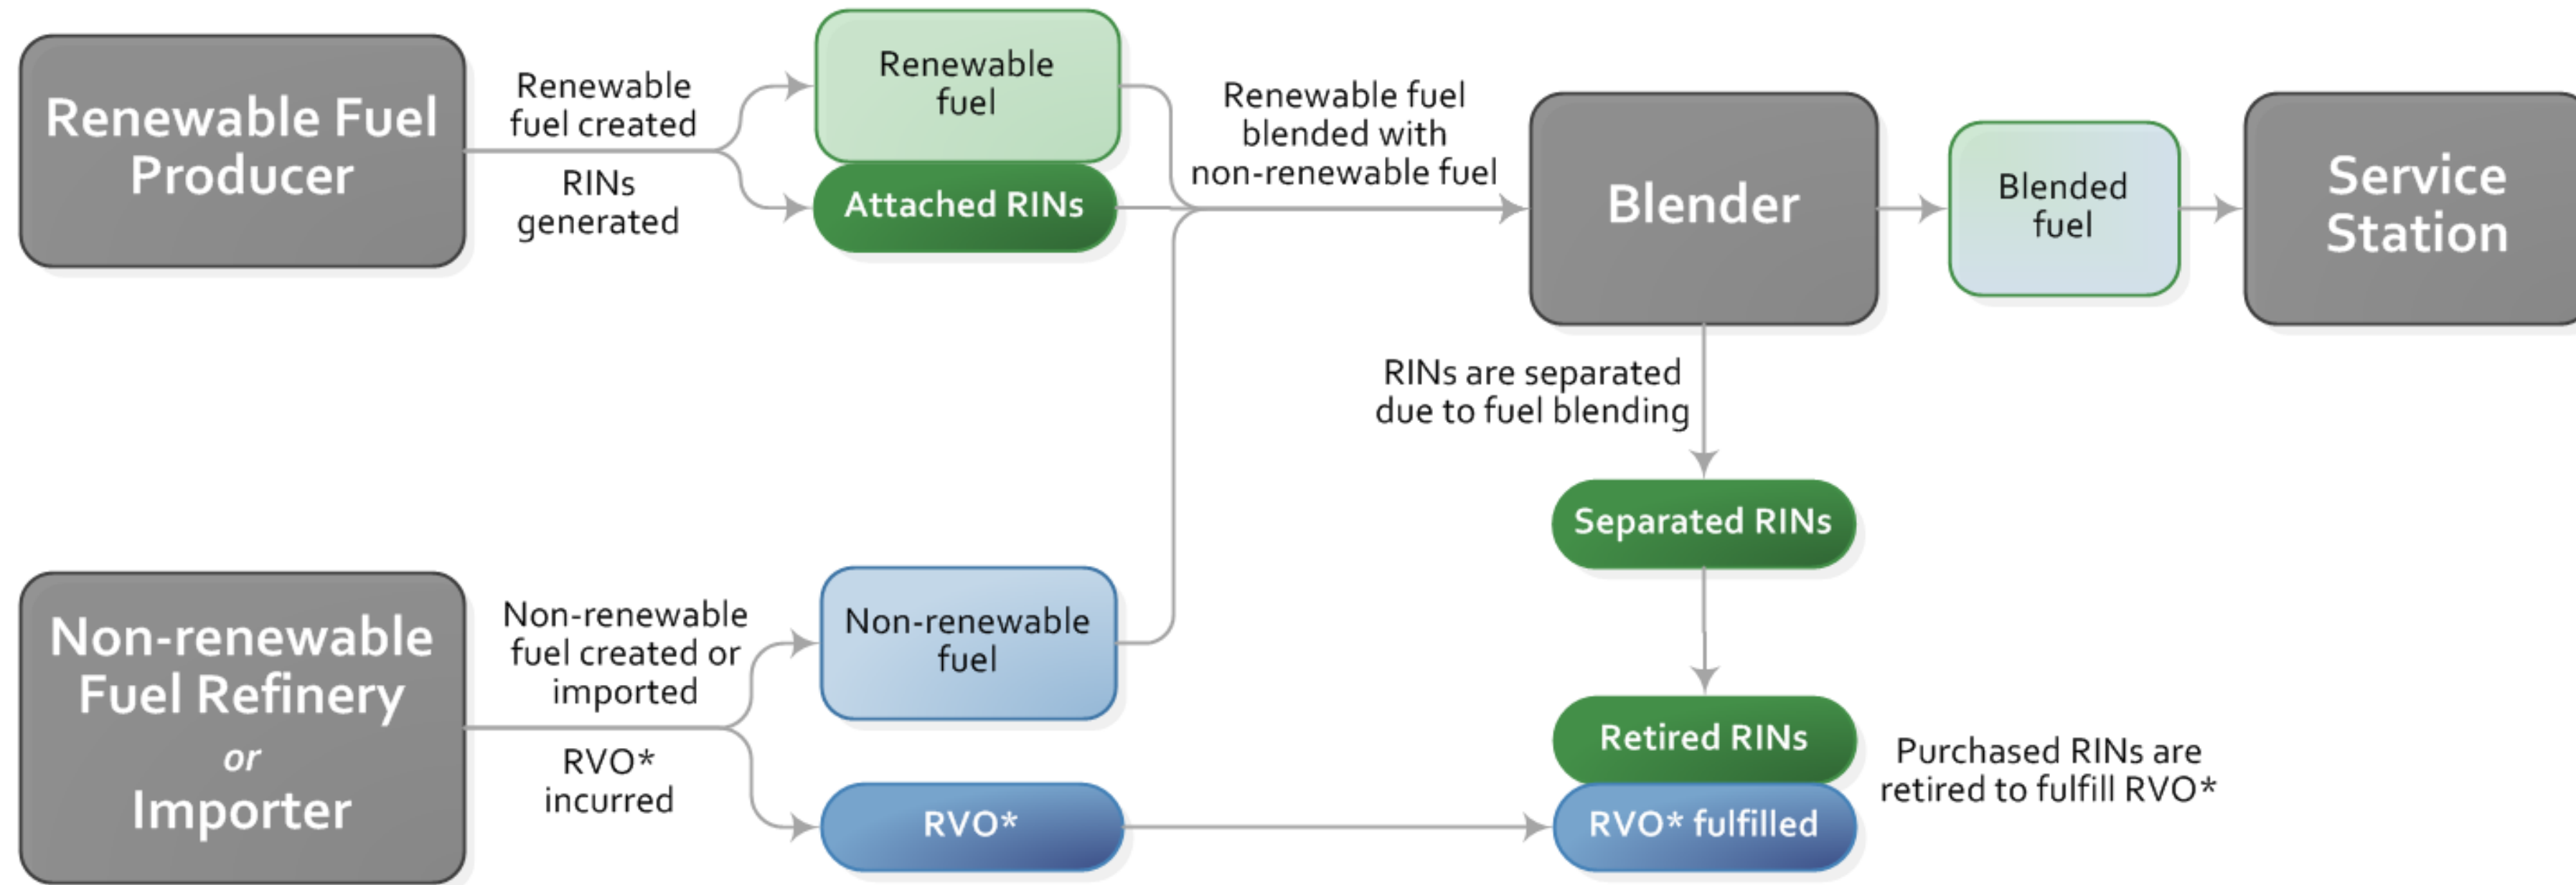 Renewable Fuel
Producer
Renewable
fuel created
RINs
generated
Renewable
fuel
Attached RINs
Renewable fuel
blended with
non-renewable fuel
Blender
Blended
fuel
Service
Station
RINs are separated
due to fuel blending
Separated RINs
Non-renewable
Fuel Refinery
or
Importer
Non-renewable
fuel created or
imported
RVO*
incurred
Non-renewable
fuel
RVO*
Retired RINs
RVO* fulfilled
Purchased RINs are
retired to fulfill RVO*